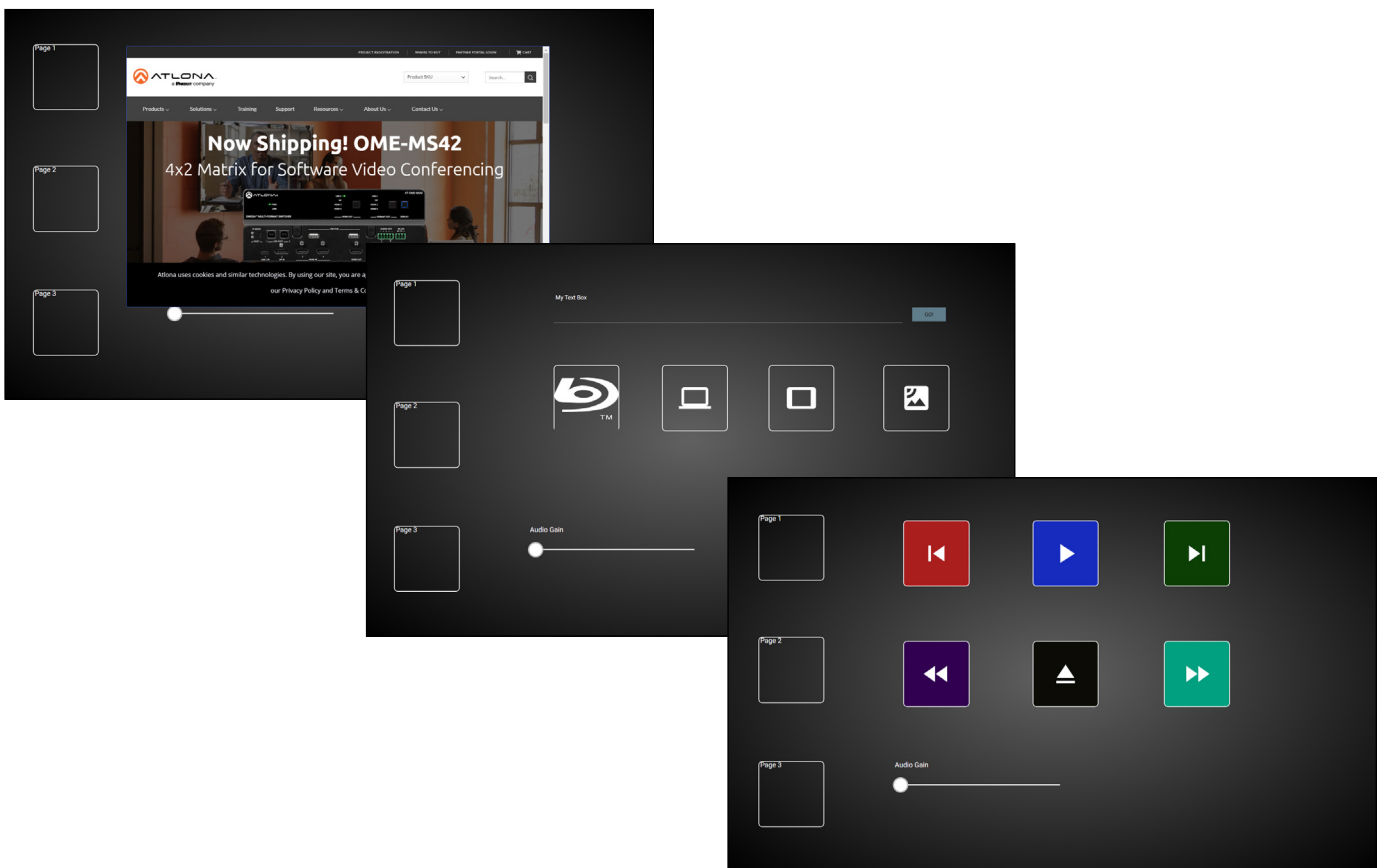 Page 1
PROJECT REGISTRATION
WHERE TO BUY
PARTNER PORTAL LOGIN
CART
ATLONA
a PANDUIT company
Product SKU
Search...
Products
Solutions
Training
Support
Resources
About Us
Contact Us
Now Shipping! OME-MS42
4x2 Matrix for Software Video Conferencing
ATLONA
Page 2
Atlona uses cookies and similar technologies. By using our site, you are
our Privacy Policy and Terms &
Page 3
Page 1
My Text Box
GO!
TM
Page 2
Page 3
Audio Gain
Page 1
Page 2
Page 3
Audio Gain